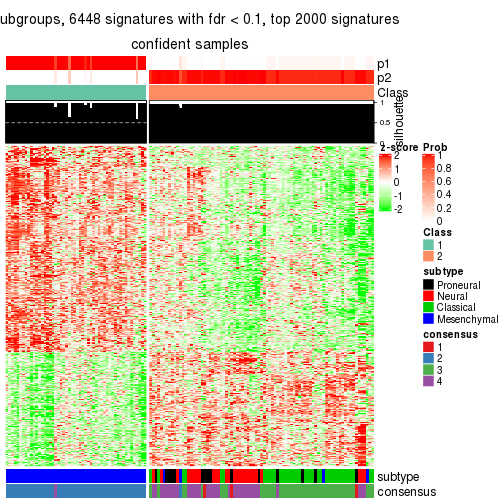 ubgroups, 6448 signatures with fdr < 0.1, top 2000 signatures
confident samples
p1
p2
Class
1
0.5
0
silhouette
z-score
2
1
0
-1
-2
Prob
1
0.8
0.6
0.4
0.2
0
Class
1
2
subtype
Proneural
Neural
Classical
Mesenchymal
consensus
1
2
3
4
subtype
consensus